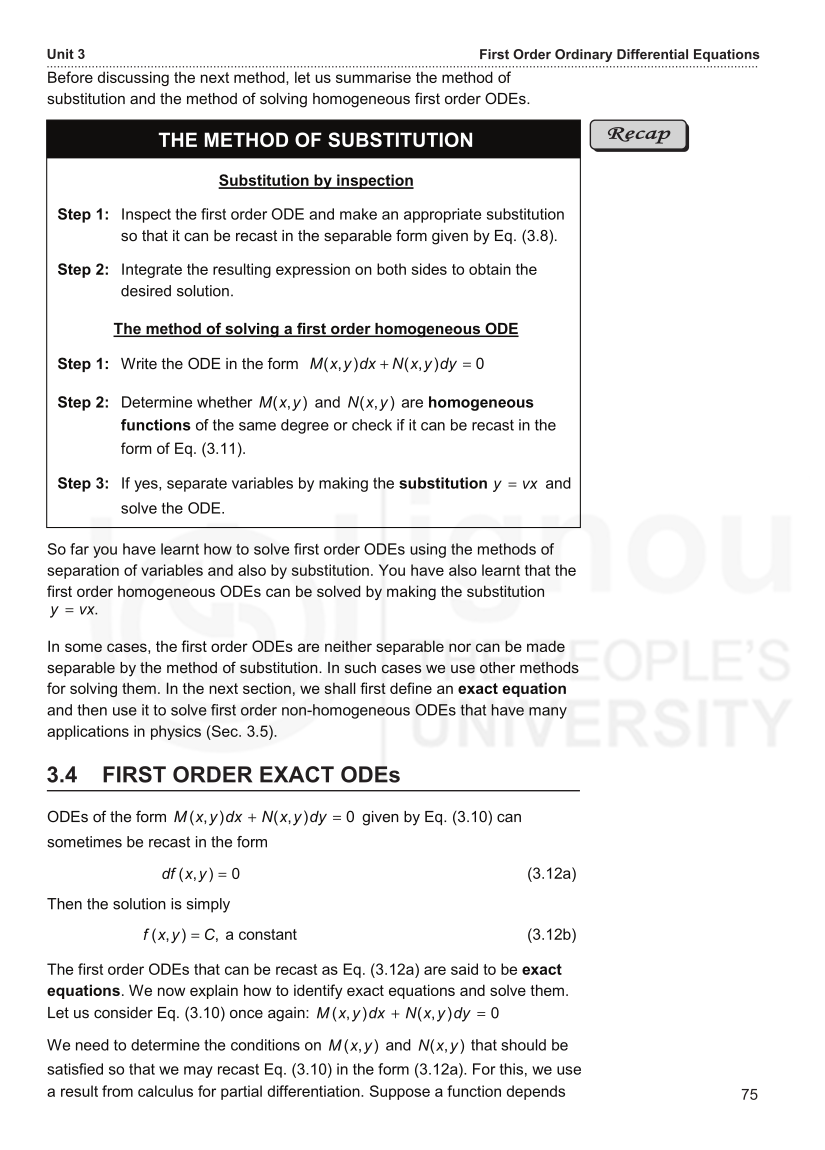 Unit 3 First Order Ordinary Differential Equations
Before discussing the next method, let us summarise the method of
substitution and the method of solving homogeneous first order ODEs.
THE METHOD OF SUBSTITUTION
Recap
Substitution by inspection
Step 1: Inspect the first order ODE and make an appropriate substitution
so that it can be recast in the separable form given by Eq. (3.8).
Step 2: Integrate the resulting expression on both sides to obtain the
desired solution.
The method of solving a first order homogeneous ODE
Step 1: Write the ODE in the form M(x,y)dx + N(x,y)dy = 0
Step 2: Determine whether M(x,y) and N(x,y) are homogeneous
functions of the same degree or check if it can be recast in the
form of Eq. (3.11).
Step 3: If yes, separate variables by making the substitution y = vx and
solve the ODE.
So far you have learnt how to solve first order ODEs using the methods of
separation of variables and also by substitution. You have also learnt that the
first order homogeneous ODEs can be solved by making the substitution
y = vx.
In some cases, the first order ODEs are neither separable nor can be made
separable by the method of substitution. In such cases we use other methods
for solving them. In the next section, we shall first define an exact equation
and then use it to solve first order non-homogeneous ODEs that have many
applications in physics (Sec. 3.5).
ignou
THE PEOPLE'S
UNIVERSITY
3.4 FIRST ORDER EXACT ODEs
ODEs of the form M(x,y)dx + N(x,y)dy = 0 given by Eq. (3.10) can
sometimes be recast in the form
df(x,y) = 0 (3.12a)
Then the solution is simply
f(x,y) = C, a constant (3.12b)
The first order ODEs that can be recast as Eq. (3.12a) are said to be exact
equations. We now explain how to identify exact equations and solve them.
Let us consider Eq. (3.10) once again: M(x,y)dx + N(x,y)dy = 0
We need to determine the conditions on M(x,y) and N(x,y) that should be
satisfied so that we may recast Eq. (3.10) in the form (3.12a). For this, we use
a result from calculus for partial differentiation. Suppose a function depends
75